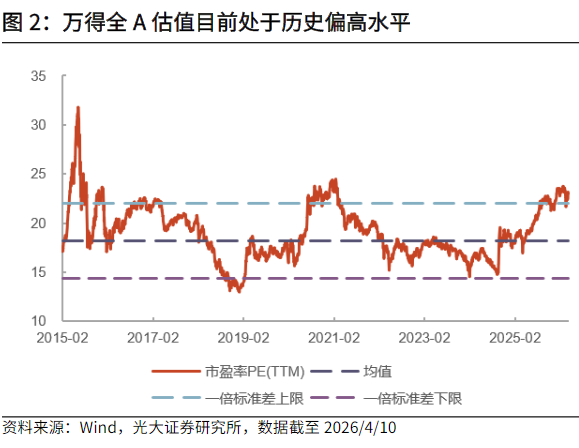 图 2：万得全 A 估值目前处于历史偏高水平
35
30
25
20
15
10
2015-02 2017-02 2019-02 2021-02 2023-02 2025-02
市盈率PE(TTM) 均值
一倍标准差上限 一倍标准差下限
资料来源：Wind，光大证券研究所，数据截至 2026/4/10